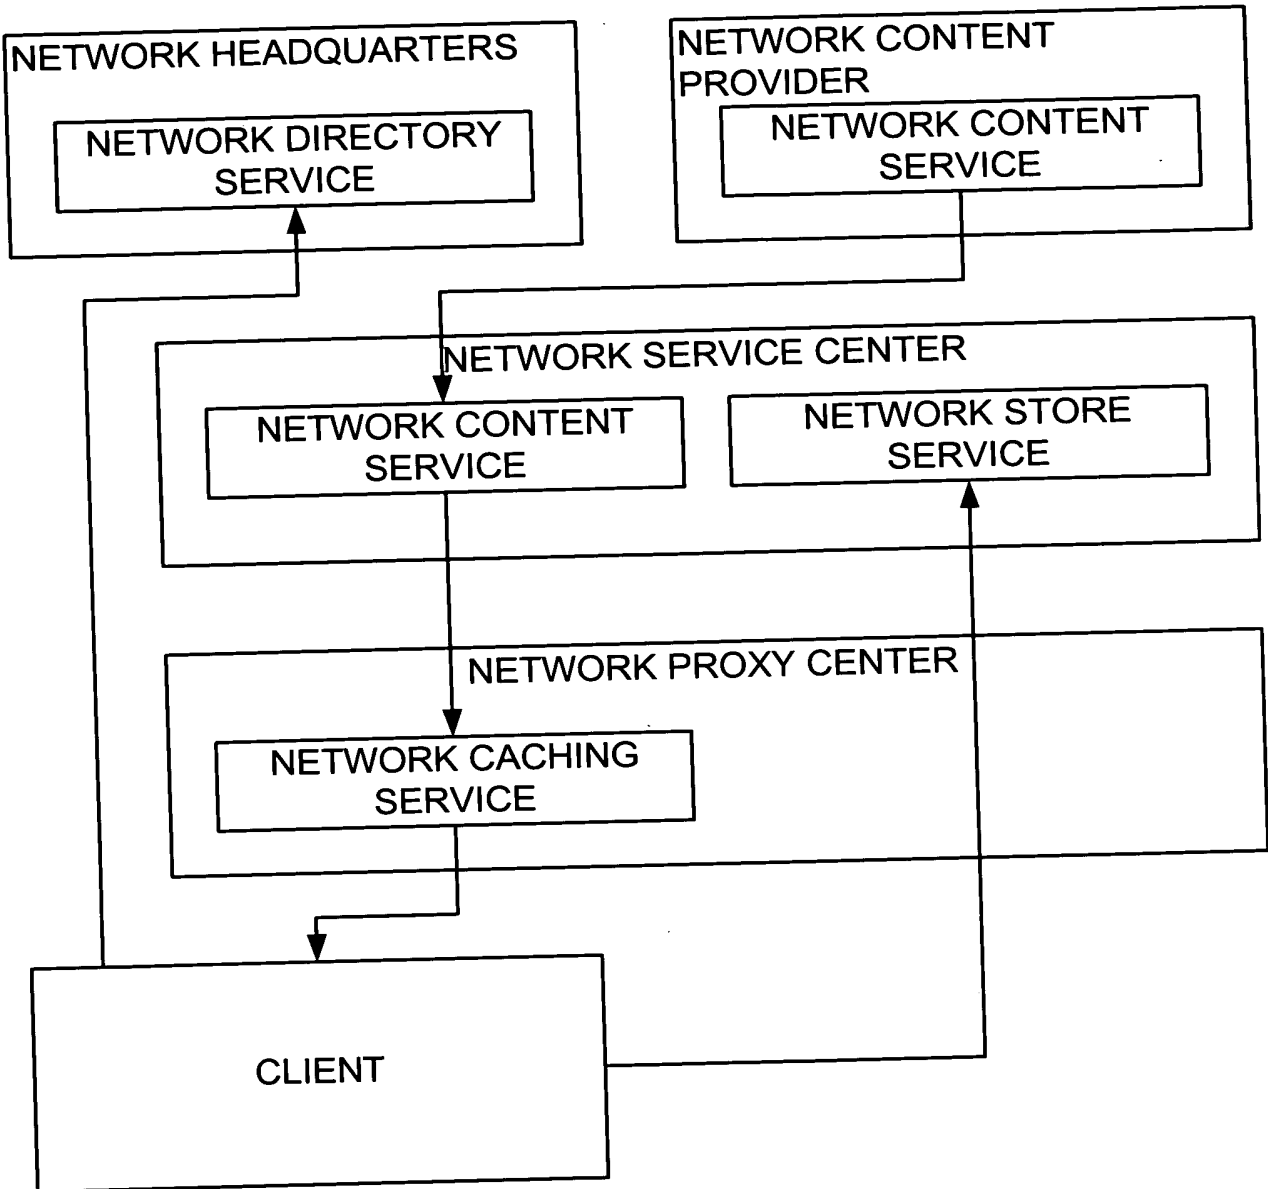 NETWORK HEADQUARTERS
NETWORK DIRECTORY
SERVICE
NETWORK CONTENT
PROVIDER
NETWORK CONTENT
SERVICE
NETWORK SERVICE CENTER
NETWORK CONTENT
SERVICE
NETWORK STORE
SERVICE
NETWORK PROXY CENTER
NETWORK CACHING
SERVICE
CLIENT